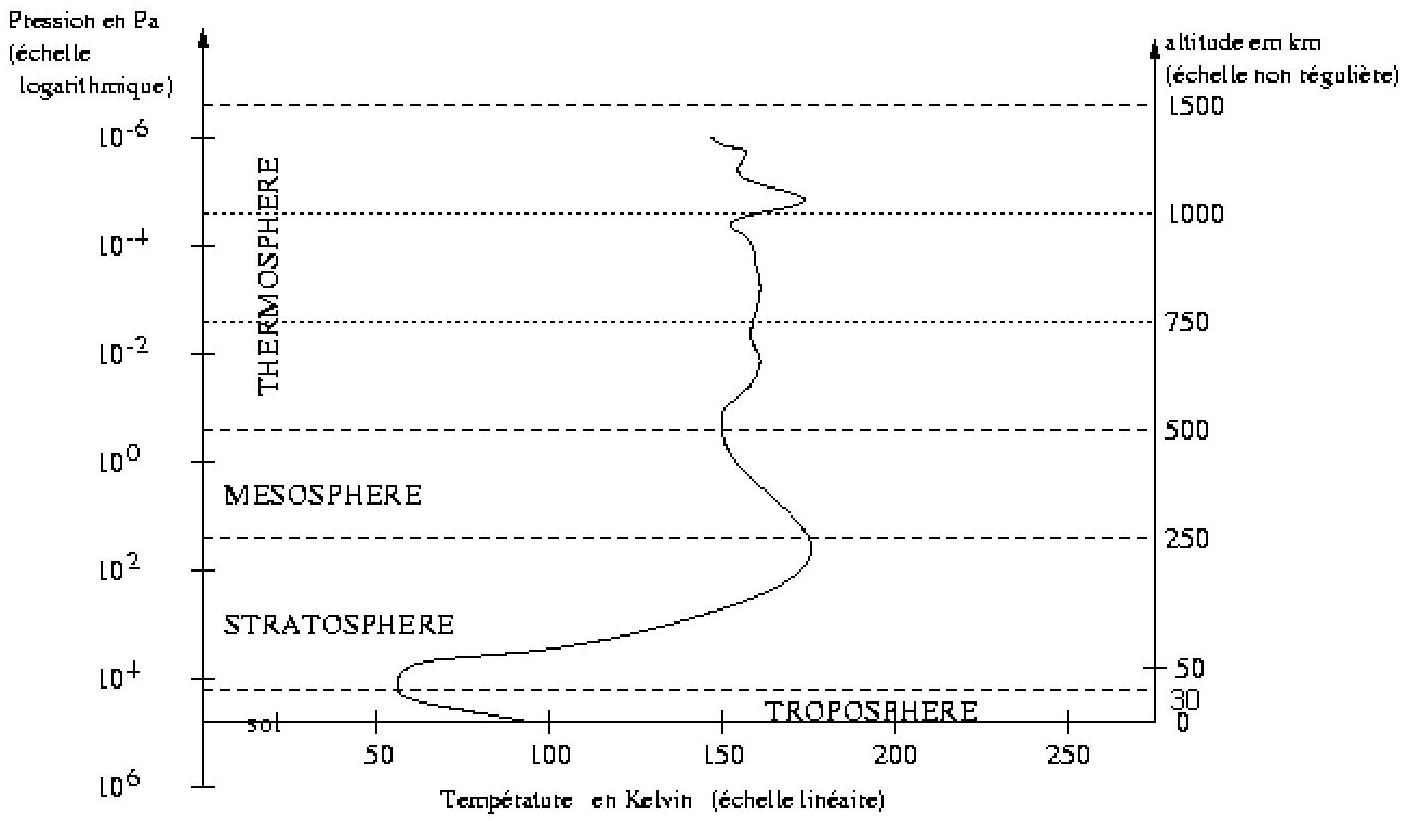 Pression en Pa
(échelle
logarithmique)
altitude em km
(échelle non régulière)
1500
10-6
THERMOSPHERE
1000
10-4
750
10-2
500
100
MESOSPHERE
250
102
STRATOSPHERE
50
104
30
TROPOSPHERE
sol
0
50
100
150
200
250
106
Température en Kelvin (échelle linéaite)